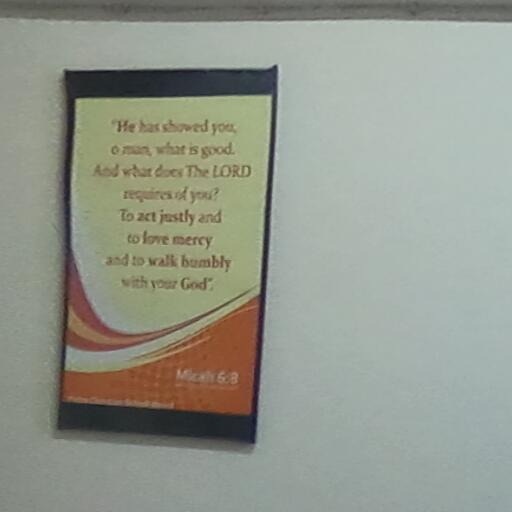 "He has showed you,
o man, what is good.
And what does The LORD
requires of you?
To act justly and
to love mercy
and to walk humbly
with your God".
Micah 6:8